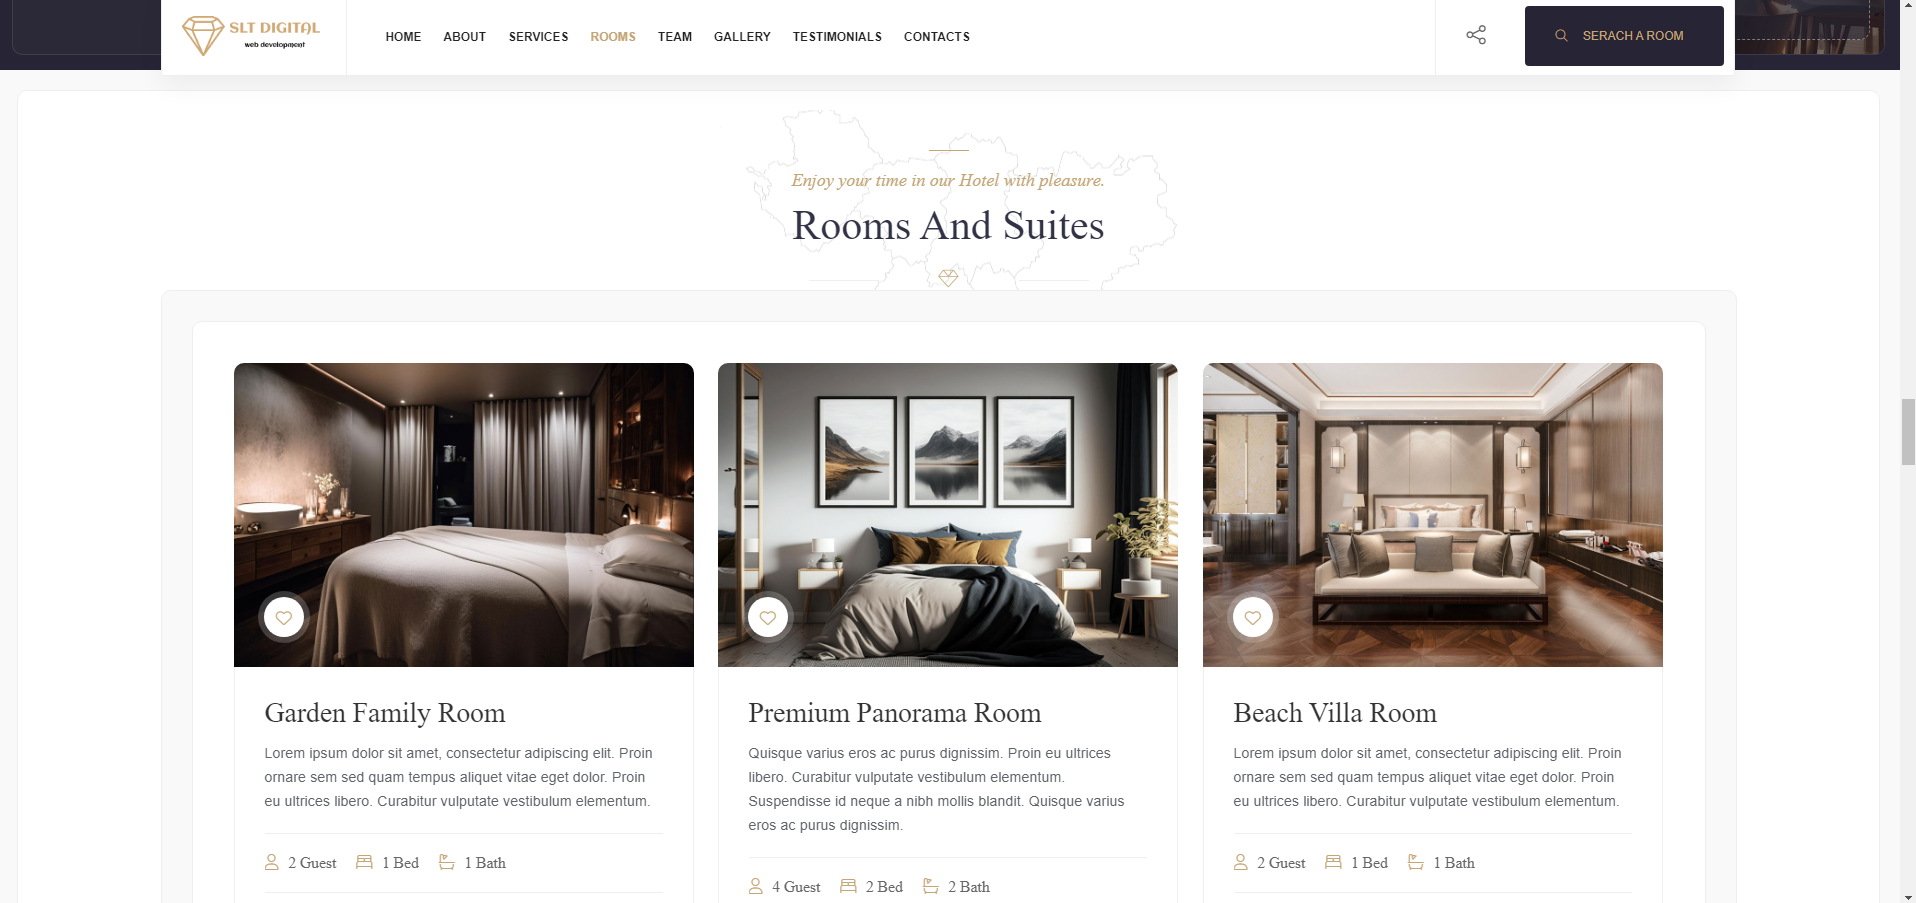 SLT DIGITAL
web development
HOME ABOUT SERVICES ROOMS TEAM GALLERY TESTIMONIALS CONTACTS
SERACH A ROOM
Enjoy your time in our Hotel with pleasure.
Rooms And Suites
Garden Family Room
Lorem ipsum dolor sit amet, consectetur adipiscing elit. Proin
ornare sem sed quam tempus aliquet vitae eget dolor. Proin
eu ultrices libero. Curabitur vulputate vestibulum elementum.
2 Guest 1 Bed 1 Bath
Premium Panorama Room
Quisque varius eros ac purus dignissim. Proin eu ultrices
libero. Curabitur vulputate vestibulum elementum.
Suspendisse id neque a nibh mollis blandit. Quisque varius
eros ac purus dignissim.
4 Guest 2 Bed 2 Bath
Beach Villa Room
Lorem ipsum dolor sit amet, consectetur adipiscing elit. Proin
ornare sem sed quam tempus aliquet vitae eget dolor. Proin
eu ultrices libero. Curabitur vulputate vestibulum elementum.
2 Guest 1 Bed 1 Bath